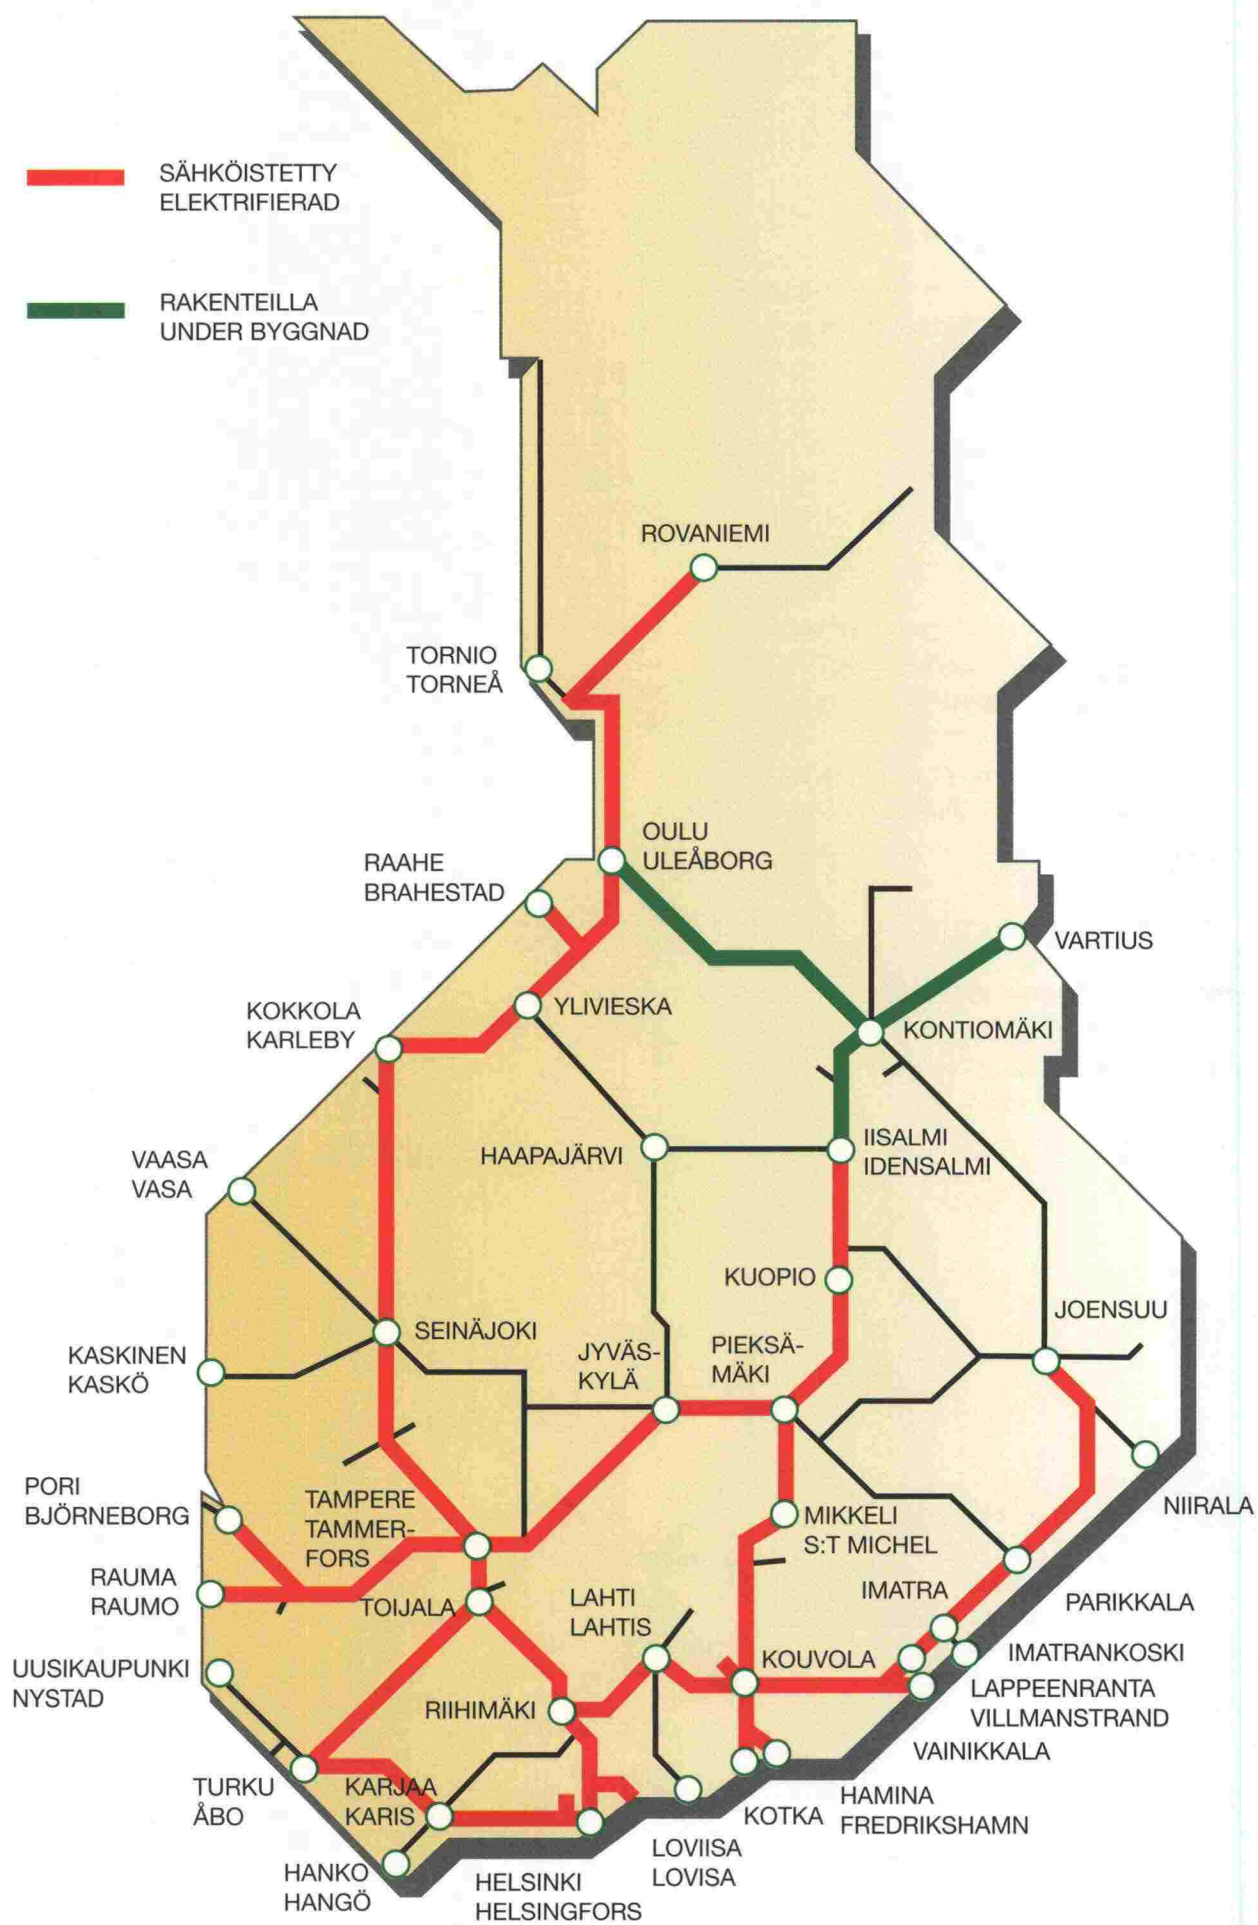 SÄHKÖISTETTY
ELEKTRIFIERAD
RAKENTEILLA
UNDER BYGGNAD
ROVANIEMI
TORNIO
TORNEÅ
OULU
ULEÅBORG
RAAHE
BRAHESTAD
VARTIUS
YLIVIESKA
KOKKOLA
KARLEBY
KONTIOMÄKI
HAAPAJÄRVI
IISALMI
IDENSALMI
VAASA
VASA
KUOPIO
JOENSUU
SEINÄJOKI
JYVÄS-
KYLÄ
PIEKSÄ-
MÄKI
KASKINEN
KASKÖ
PORI
BJÖRNEBORG
TAMPERE
TAMMER-
FORS
MIKKELI
S:T MICHEL
NIIRALA
RAUMA
RAUMO
TOIJALA
LAHTI
LAHTIS
IMATRA
PARIKKALA
UUSIKAUPUNKI
NYSTAD
KOUVOLA
IMATRANKOSKI
LAPPEENRANTA
VILLMANSTRAND
RIIHIMÄKI
VAINIKKALA
TURKU
ÅBO
KARJAA
KARIS
KOTKA
HAMINA
FREDRIKSHAMN
LOVIISA
LOVISA
HANKO
HANGÖ
HELSINKI
HELSINGFORS